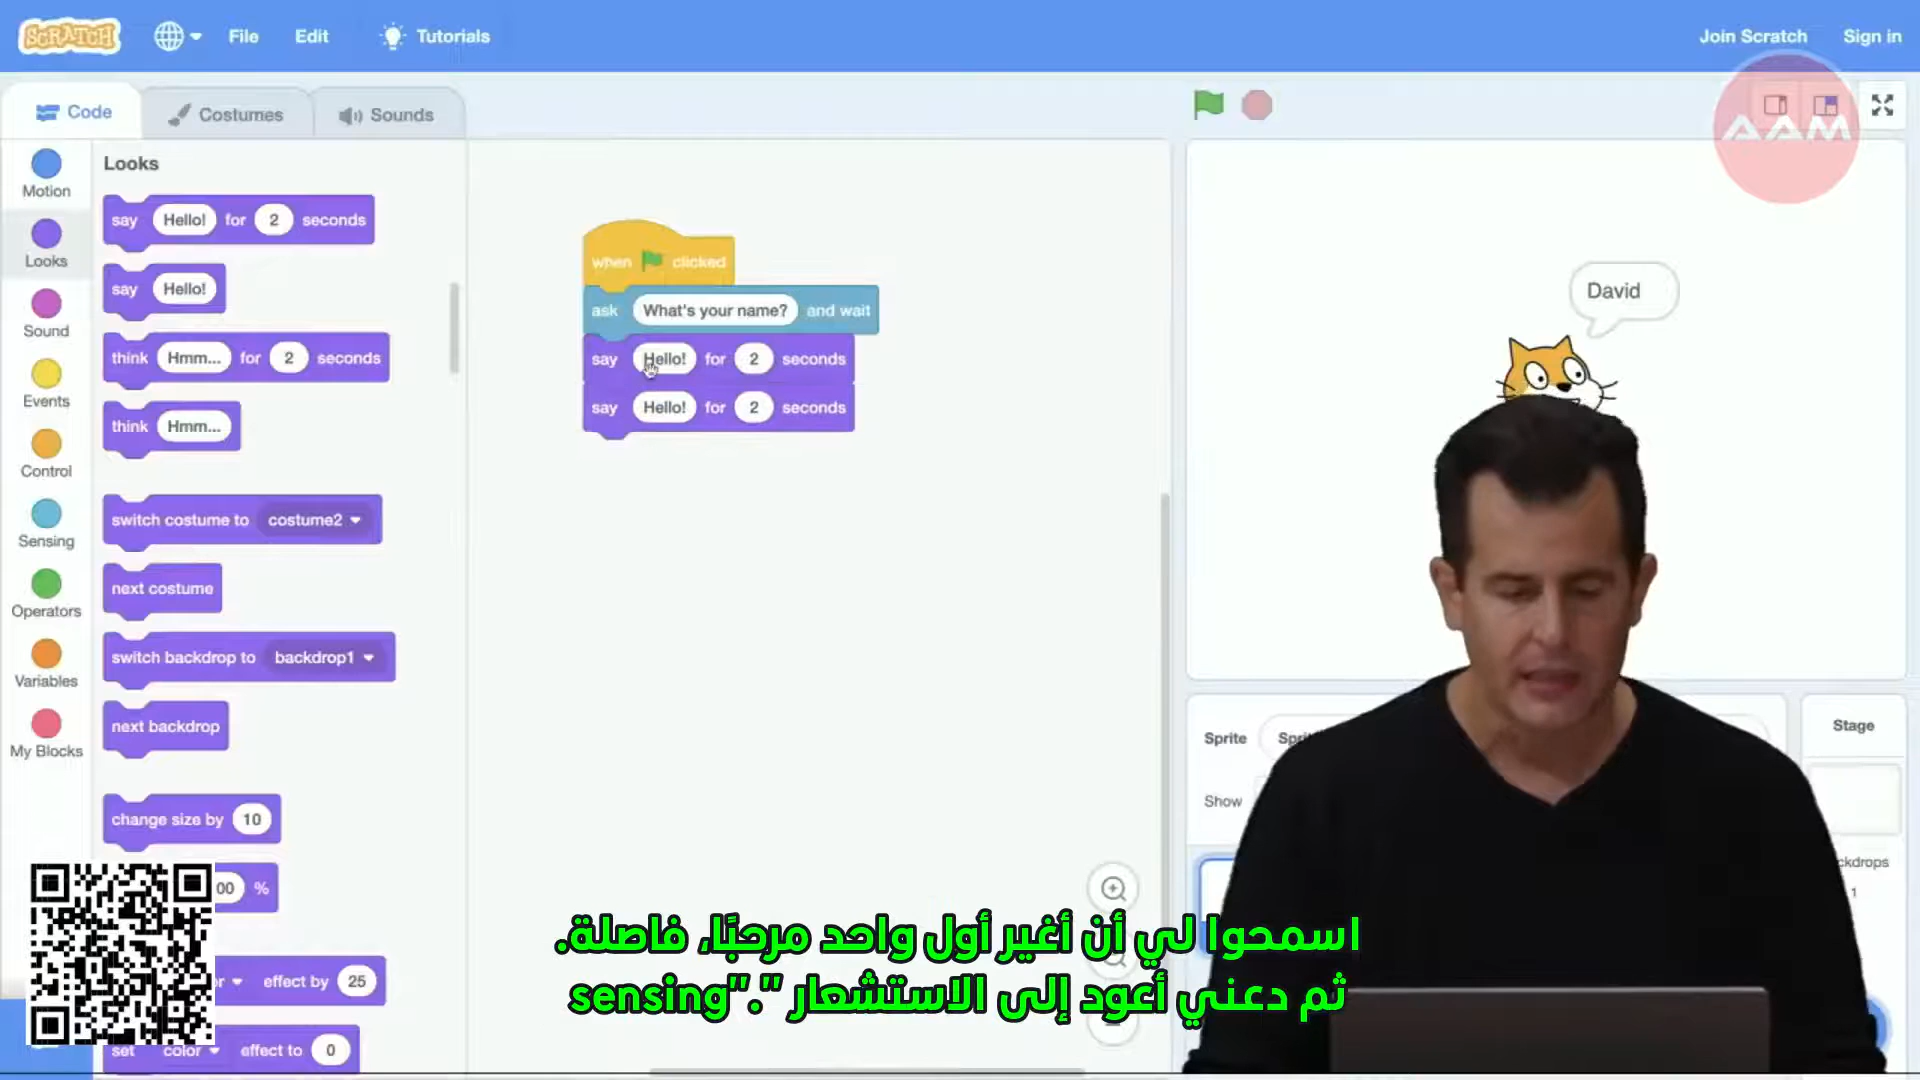 SCRATCH
File
Edit
Tutorials
Join Scratch
Sign in
Code
Costumes
Sounds
AAM
Motion
Looks
Sound
Events
Control
Sensing
Operators
Variables
My Blocks
Looks
say Hello! for 2 seconds
say Hello!
think Hmm... for 2 seconds
think Hmm...
switch costume to costume2
next costume
switch backdrop to backdrop1
next backdrop
change size by 10
%
effect by 25
set color effect to 0
when clicked
ask What's your name? and wait
say Hello! for 2 seconds
say Hello! for 2 seconds
David
Sprite
Show
Stage
1
اسمحوا لي أن أغير أول واحد مرحبًا، فاصلة.
ثم دعني أعود إلى الاستشعار "."sensing